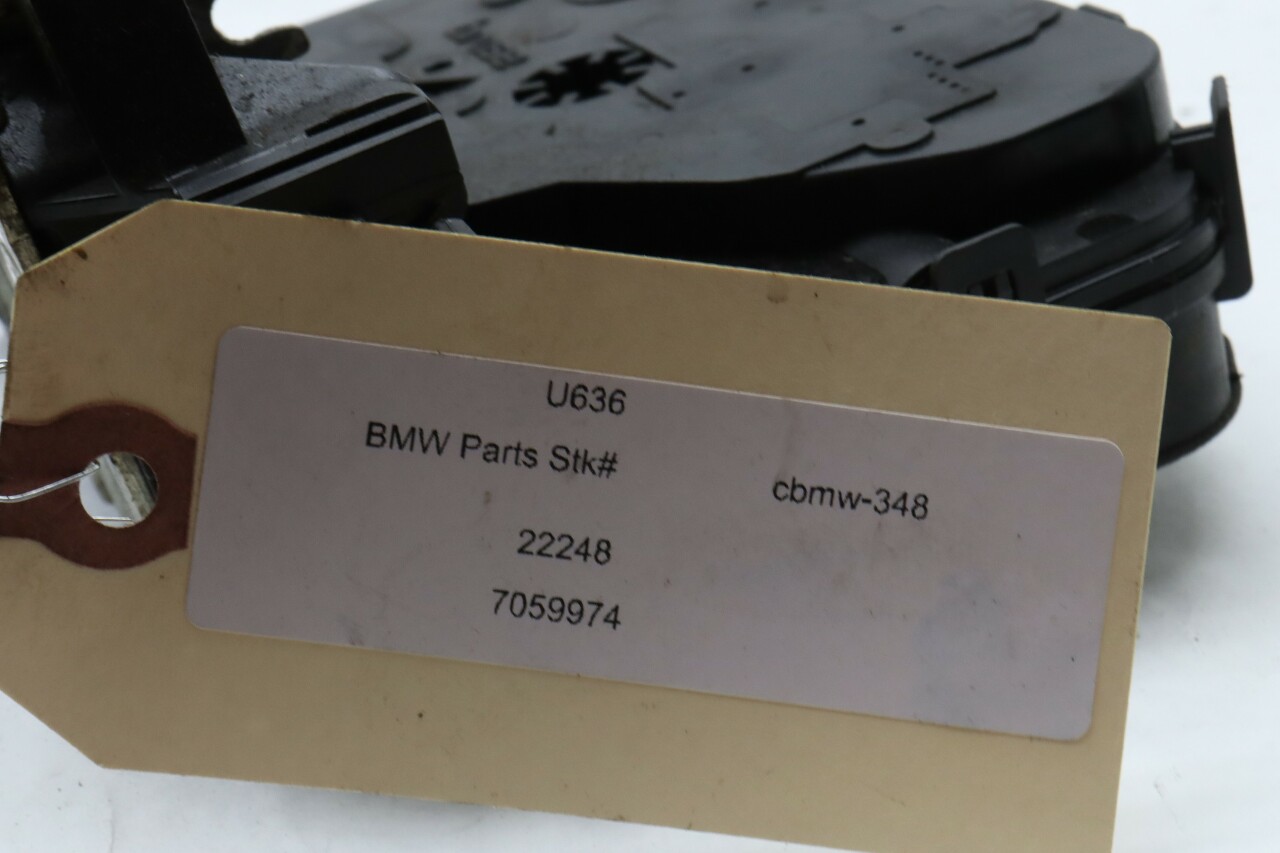 U636
BMW Parts Stk#
cbmw-348
22248
7059974